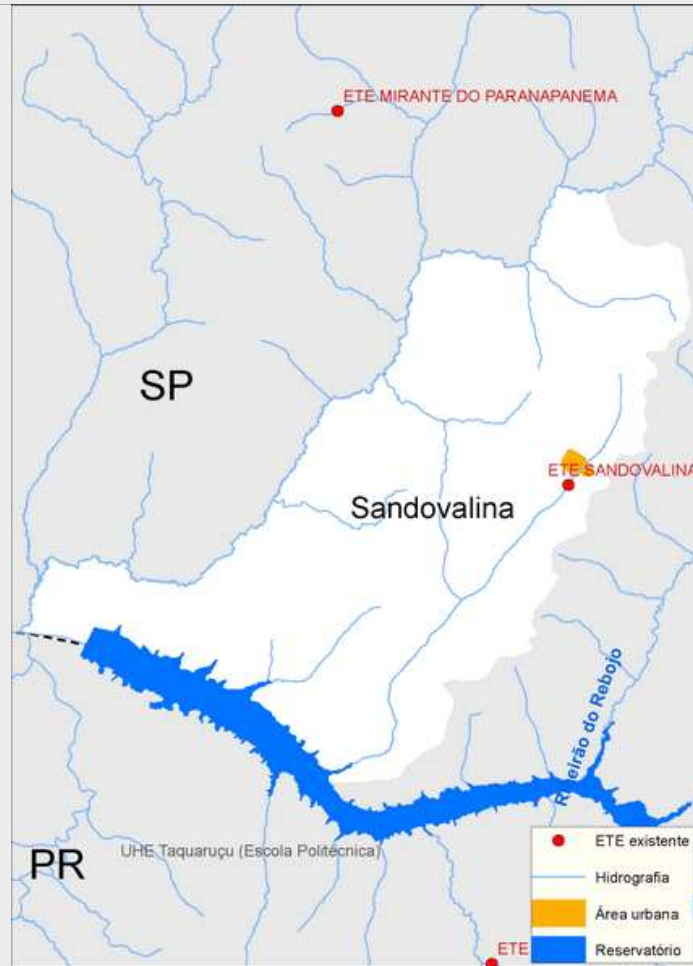 ETE MIRANTE DO PARANAPANEMA
SP
ETE SANDOVALINA
Sandovalina
Ribeirão do Rebojo
UHE Taquaruçu (Escola Politécnica)
PR
ETE existente
Hidrografia
Área urbana
Reservatório
ETE